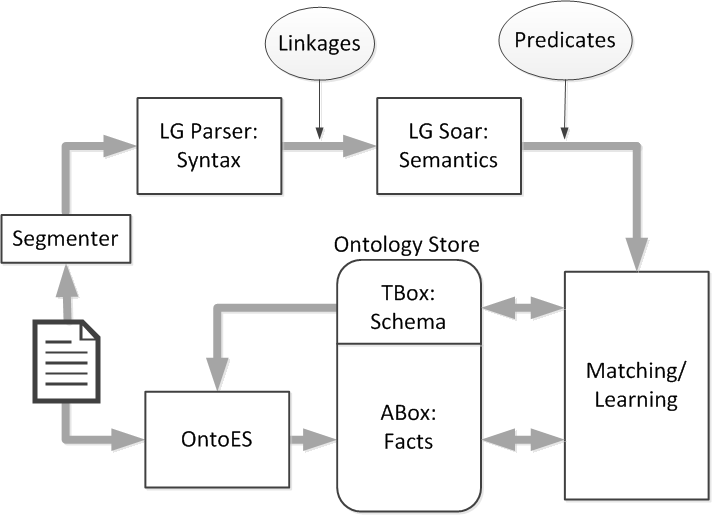 Linkages
Predicates
LG Parser:
Syntax
LG Soar:
Semantics
Segmenter
Ontology Store
TBox:
Schema
Matching/
Learning
OntoES
ABox:
Facts